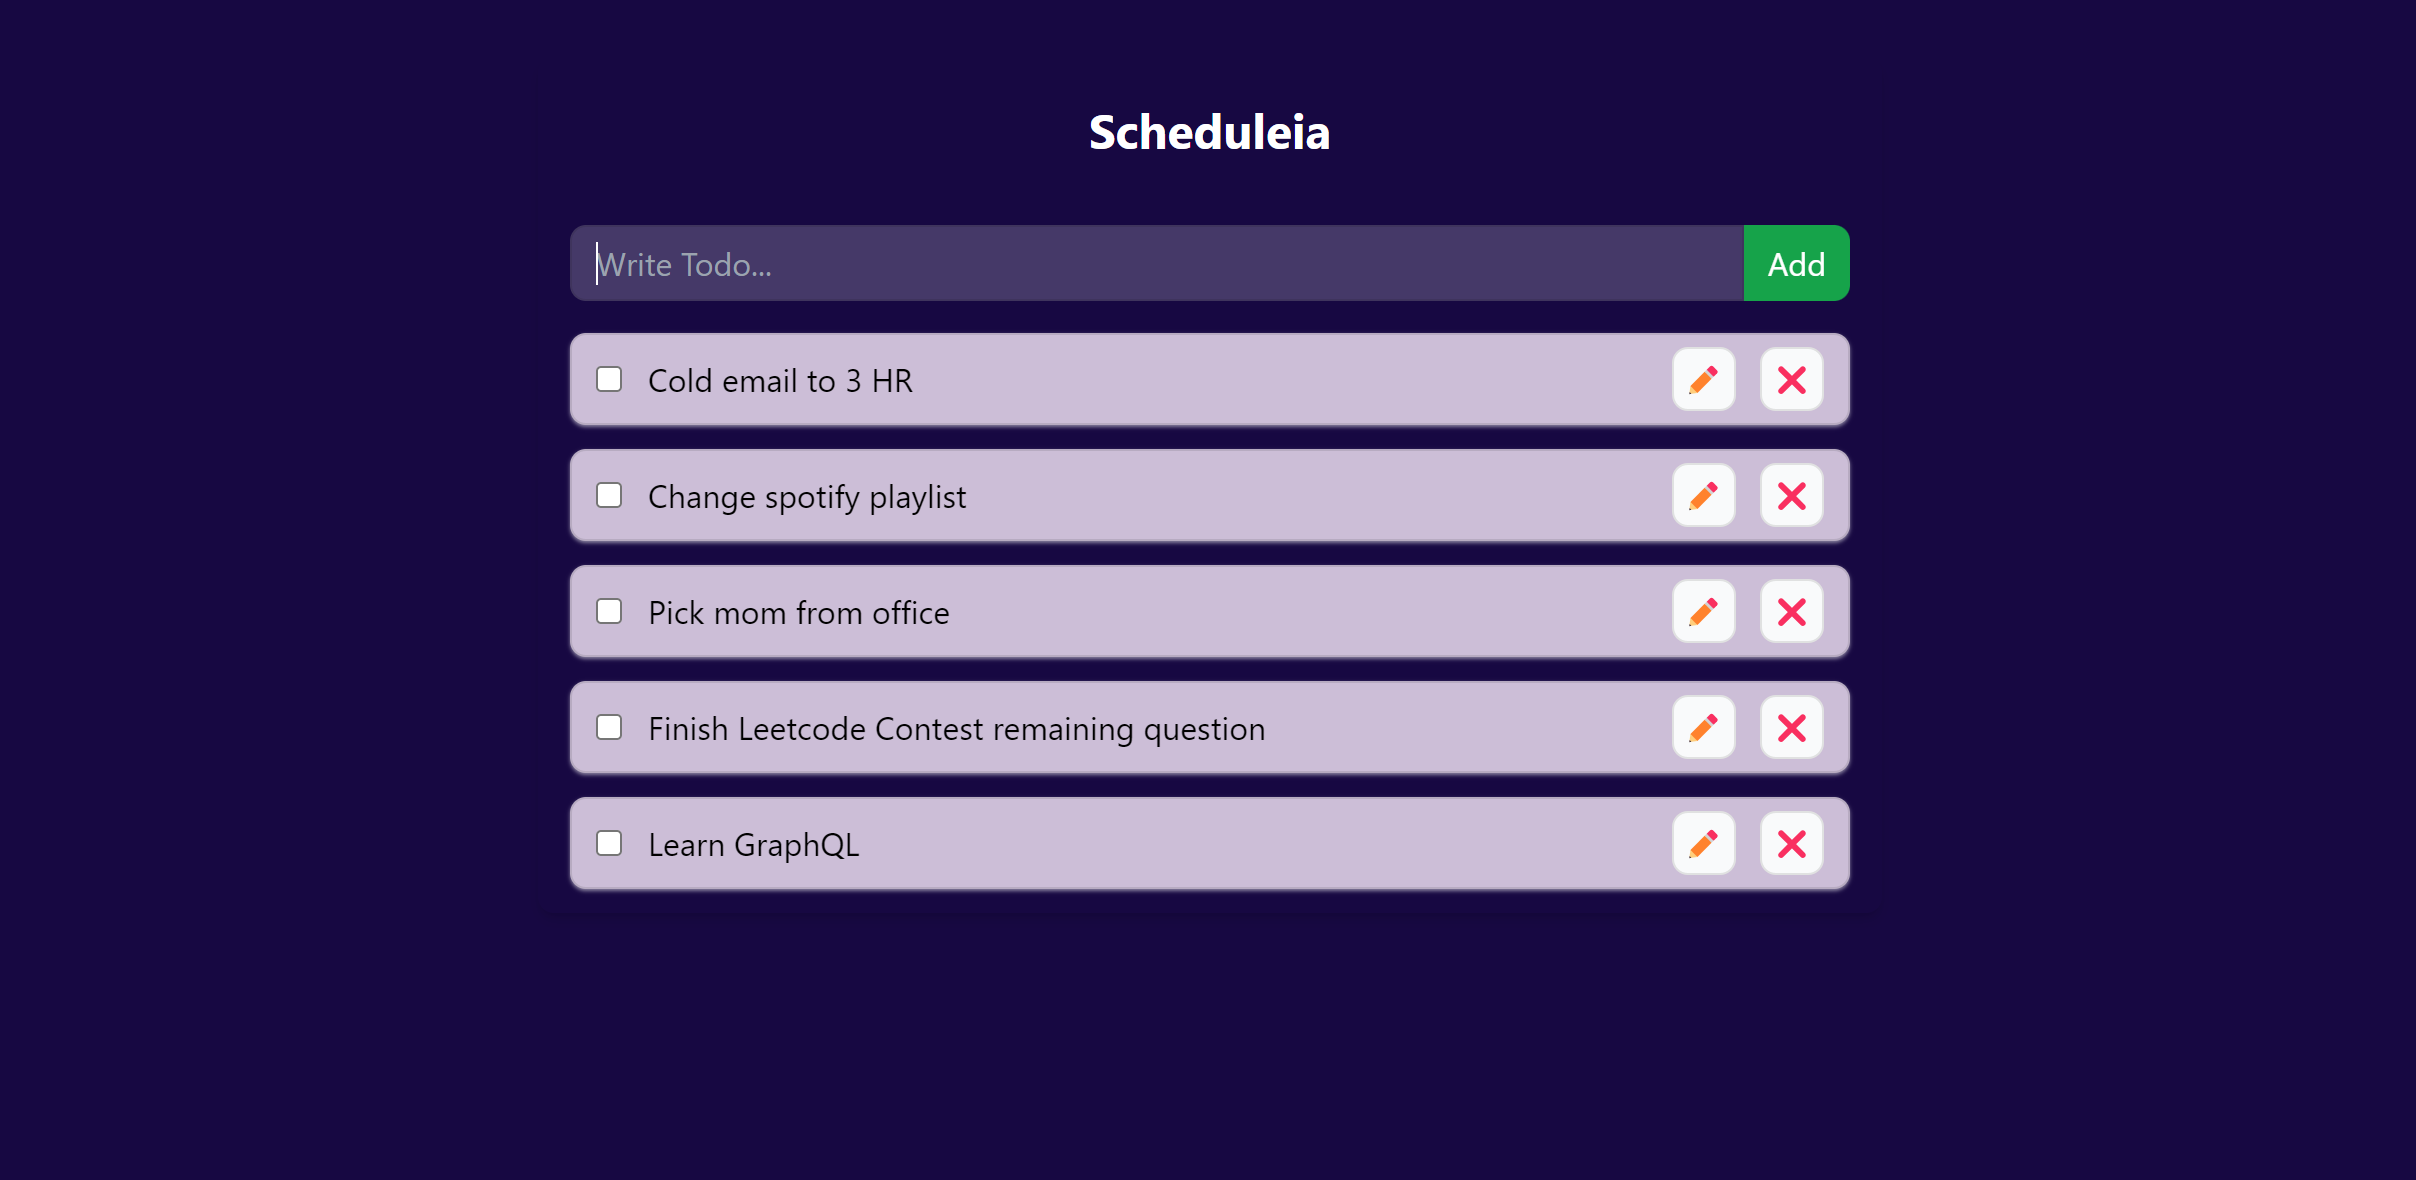 Scheduleia
Write Todo...
Add
Cold email to 3 HR
Change spotify playlist
Pick mom from office
Finish Leetcode Contest remaining question
Learn GraphQL